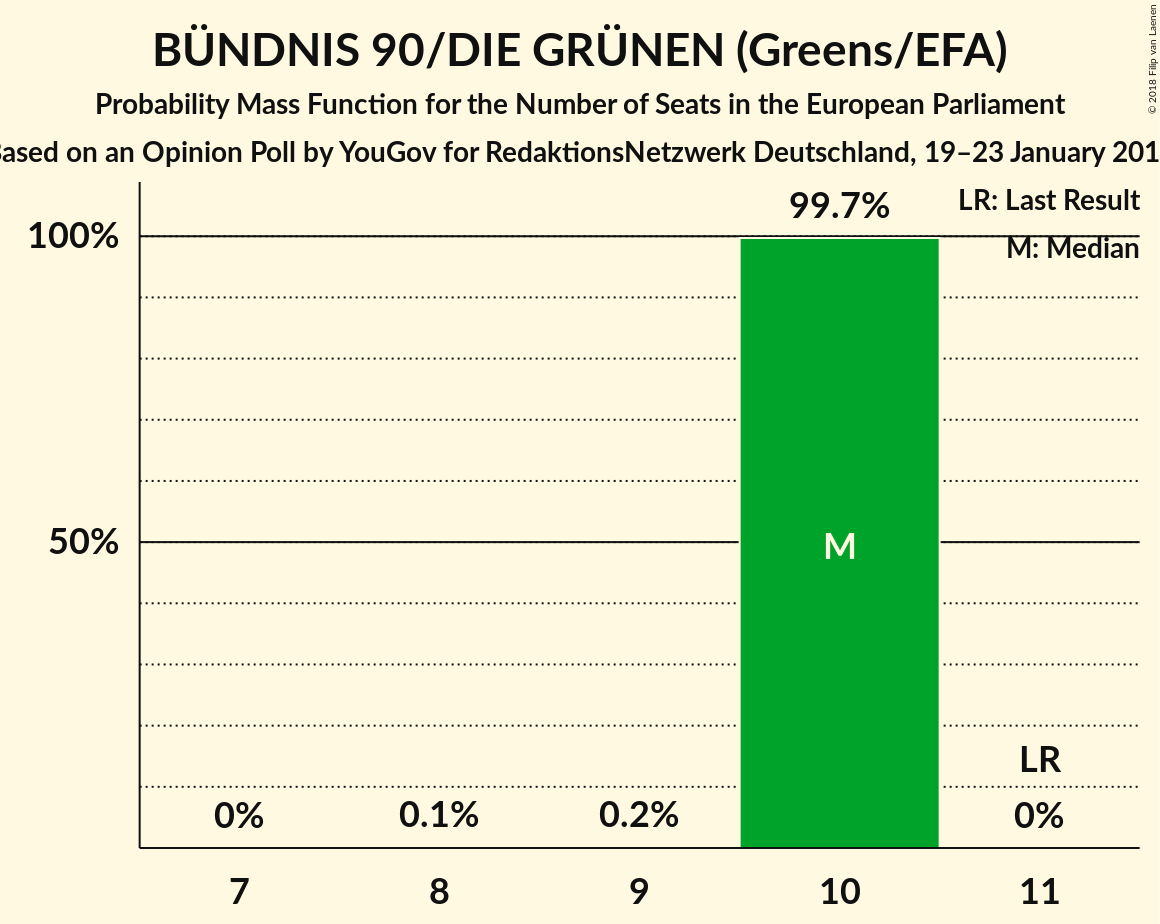 BÜNDNIS 90/DIE GRÜNEN (Greens/EFA)
Probability Mass Function for the Number of Seats in the European Parliament
ased on an Opinion Poll by YouGov for RedaktionsNetzwerk Deutschland, 19–23 January 201
© 2018 Filip van Laenen
LR: Last Result
M: Median
99.7%
100%
50%
M
LR
0%
0.1%
0.2%
0%
7
8
9
10
11